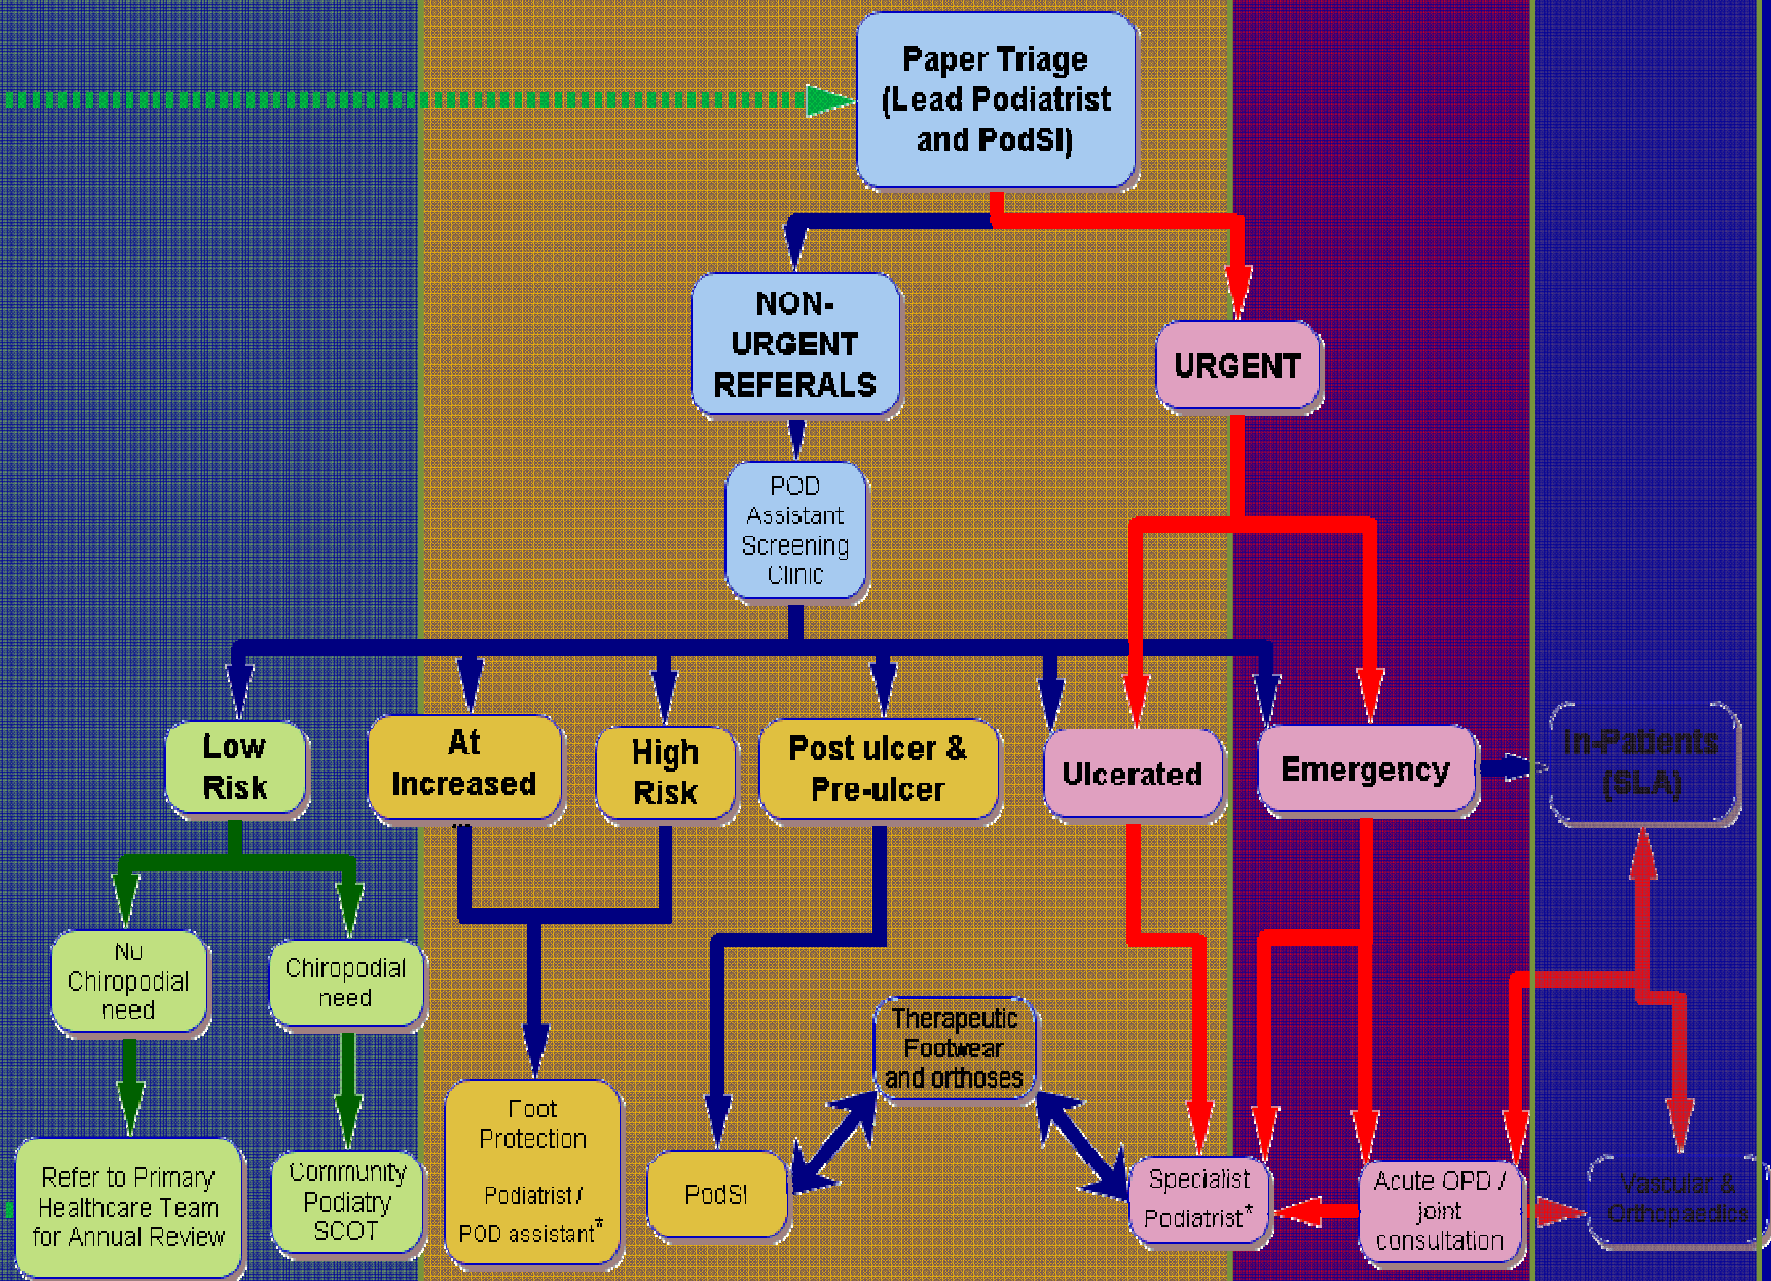 Paper Triage
(Lead Podiatrist
and PodSI)
NON-
URGENT
REFERALS
URGENT
POD
Assistant
Screening
Clinic
Low
Risk
At
Increased
High
Risk
Post ulcer &
Pre-ulcer
Ulcerated
Emergency
In-Patients
(SLA)
No
Chiropodial
need
Chiropodial
need
Therapeutic
Footwear
and orthoses
Refer to Primary
Healthcare Team
for Annual Review
Community
Podiatry
SCOT
Foot
Protection
Podiatrist /
POD assistant*
PodSI
Specialist
Podiatrist*
Acute OPD /
joint
consultation
Vascular &
Orthopaedics